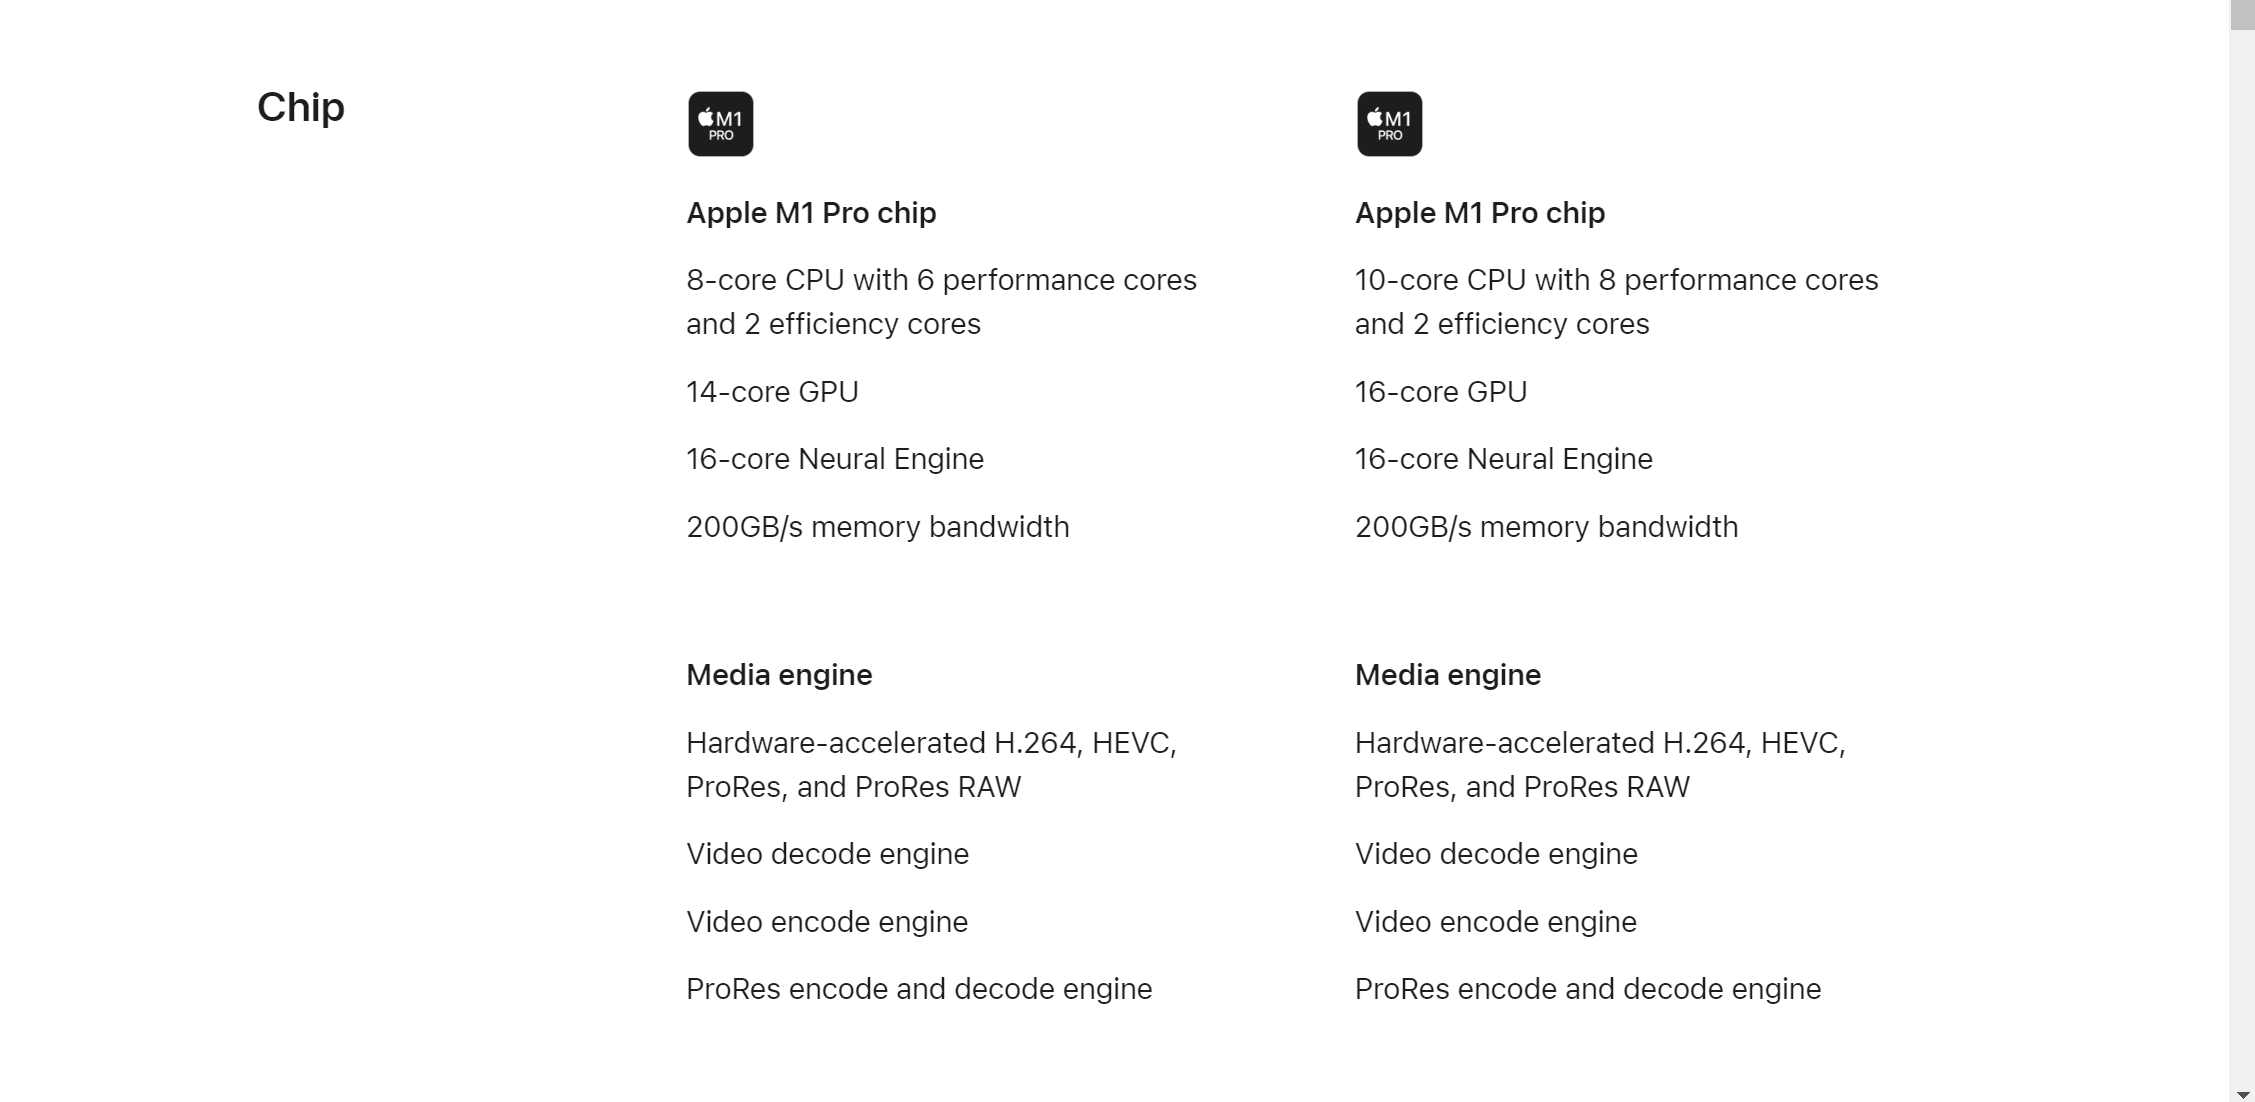 Chip
M1
PRO
Apple M1 Pro chip
8-core CPU with 6 performance cores
and 2 efficiency cores
14-core GPU
16-core Neural Engine
200GB/s memory bandwidth
Media engine
Hardware-accelerated H.264, HEVC,
ProRes, and ProRes RAW
Video decode engine
Video encode engine
ProRes encode and decode engine
M1
PRO
Apple M1 Pro chip
10-core CPU with 8 performance cores
and 2 efficiency cores
16-core GPU
16-core Neural Engine
200GB/s memory bandwidth
Media engine
Hardware-accelerated H.264, HEVC,
ProRes, and ProRes RAW
Video decode engine
Video encode engine
ProRes encode and decode engine